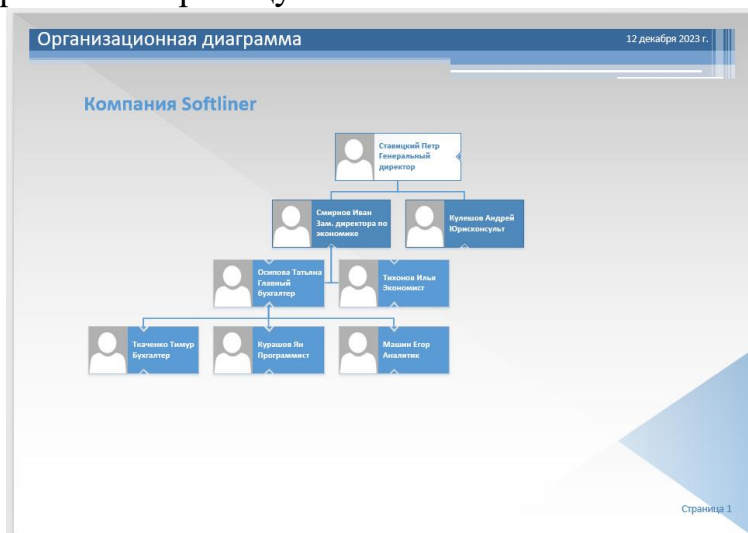 Организационная диаграмма
12 декабря 2023 г.
Компания Softliner
Ставицкий Петр
Генеральный
директор
Смирнов Иван
Зам. директора по
экономике
Кулешов Андрей
Юрисконсульт
Осипова Татьяна
Главный
бухгалтер
Тихонов Илья
Экономист
Ткаченко Тимур
Бухгалтер
Курашов Ян
Программист
Машин Егор
Аналитик
Страница 1